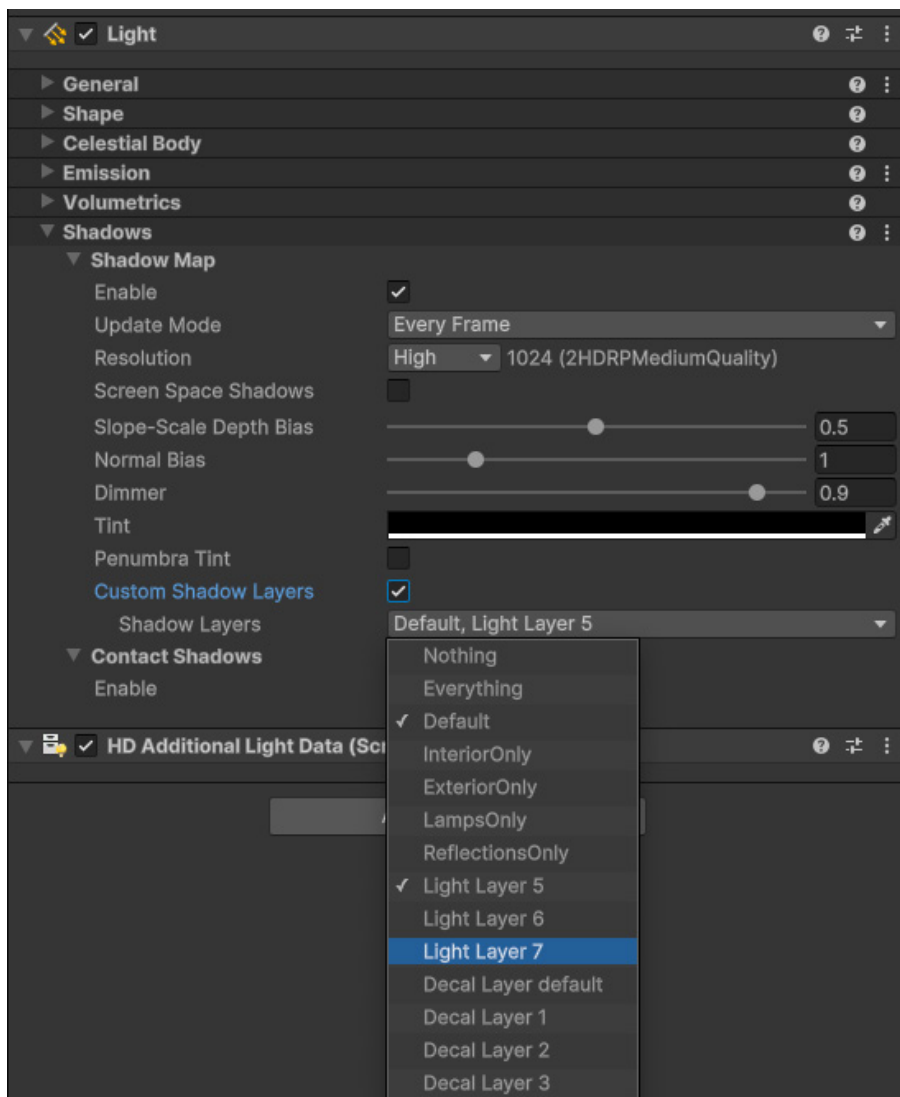 Light
General
Shape
Celestial Body
Emission
Volumetrics
Shadows
Shadow Map
Enable
Update Mode Every Frame
Resolution High 1024 (2HDRPMediumQuality)
Screen Space Shadows
Slope-Scale Depth Bias 0.5
Normal Bias 1
Dimmer 0.9
Tint
Penumbra Tint
Custom Shadow Layers
Shadow Layers Default, Light Layer 5
Contact Shadows
Enable
HD Additional Light Data (Scr
Nothing
Everything
Default
InteriorOnly
ExteriorOnly
LampsOnly
ReflectionsOnly
Light Layer 5
Light Layer 6
Light Layer 7
Decal Layer default
Decal Layer 1
Decal Layer 2
Decal Layer 3